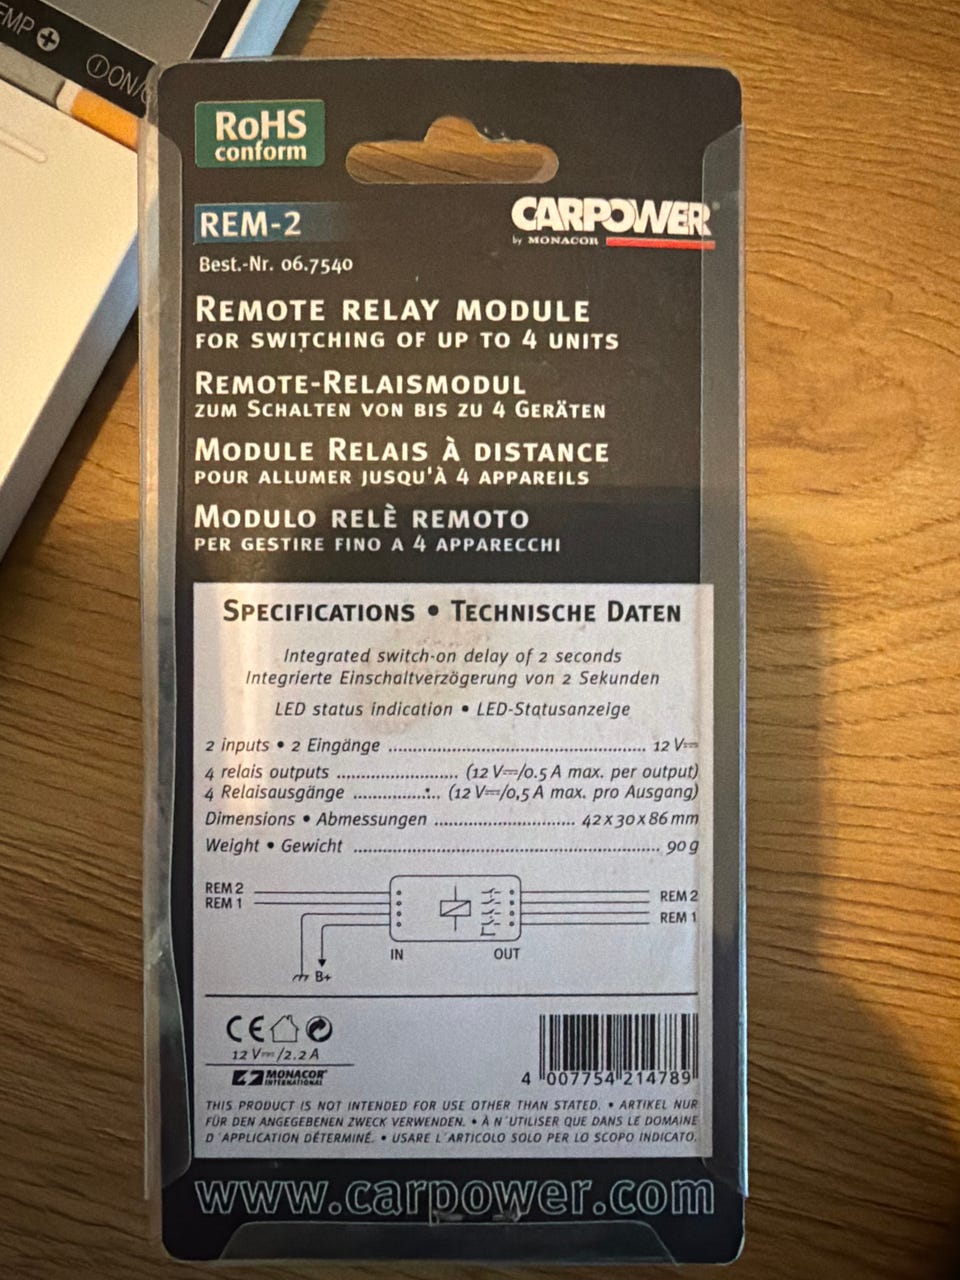 EMP
ON/
RoHS
conform
REM-2
CARPOWER
by MONACOR
Best.-Nr. 06.7540
REMOTE RELAY MODULE
FOR SWITCHING OF UP TO 4 UNITS
REMOTE-RELAISMODUL
ZUM SCHALTEN VON BIS ZU 4 GERÄTEN
MODULE RELAIS À DISTANCE
POUR ALLUMER JUSQU'À 4 APPAREILS
MODULO RELÈ REMOTO
PER GESTIRE FINO A 4 APPARECCHI
SPECIFICATIONS • TECHNISCHE DATEN
Integrated switch-on delay of 2 seconds
Integrierte Einschaltverzögerung von 2 Sekunden
LED status indication • LED-Statusanzeige
2 inputs • 2 Eingänge ........................................... 12 V⎓
4 relais outputs .................... (12 V⎓/0.5 A max. per output)
4 Relaisausgänge ................ (12 V⎓/0,5 A max. pro Ausgang)
Dimensions • Abmessungen ........................ 42 x 30 x 86 mm
Weight • Gewicht ................................................... 90 g
REM 2
REM 1
REM 2
REM 1
IN OUT
B+
CE
12 V⎓/2.2 A
MONACOR
INTERNATIONAL
4 007754 214789
THIS PRODUCT IS NOT INTENDED FOR USE OTHER THAN STATED. • ARTIKEL NUR
FÜR DEN ANGEGEBENEN ZWECK VERWENDEN. • À N´UTILISER QUE DANS LE DOMAINE
D´APPLICATION DÉTERMINÉ. • USARE L´ARTICOLO SOLO PER LO SCOPO INDICATO.
www.carpower.com